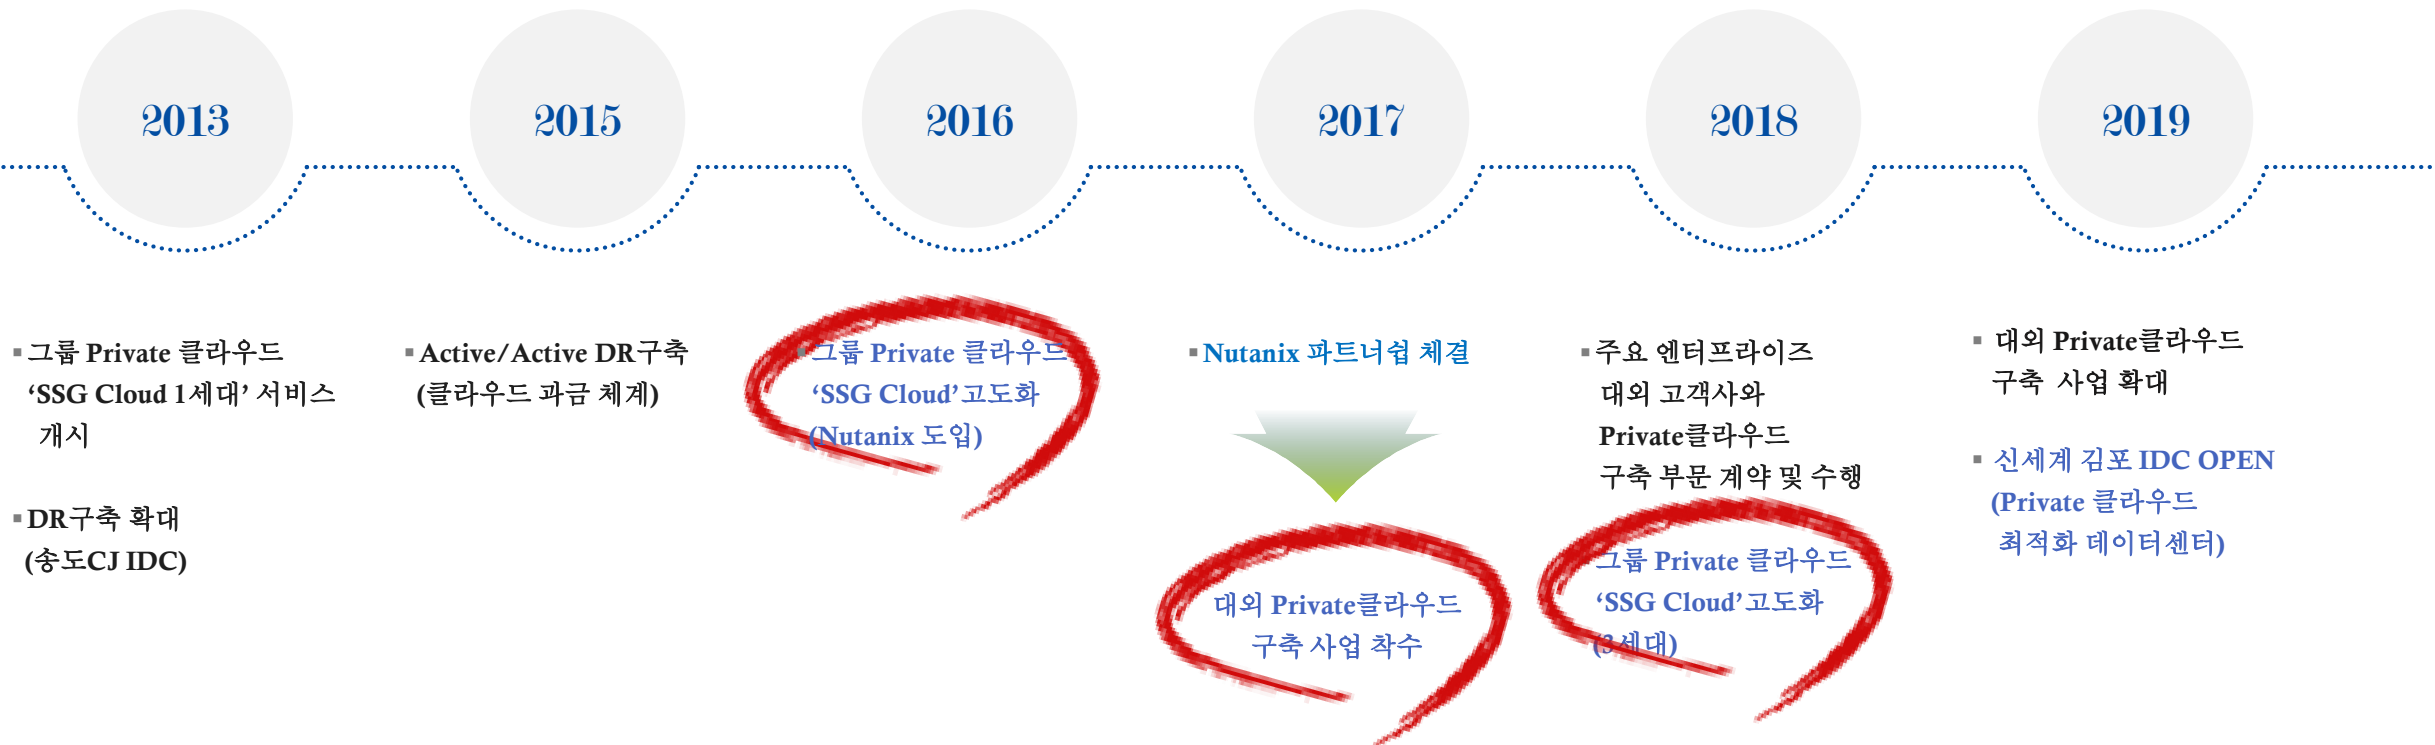 2013
2015
2016
2017
2018
2019
▪그룹 Private 클라우드
‘SSG Cloud 1세대’ 서비스
개시
▪DR구축 확대
(송도CJ IDC)
▪Active/Active DR구축
(클라우드 과금 체계)
▪그룹 Private 클라우드
‘SSG Cloud’고도화
(Nutanix 도입)
▪Nutanix 파트너쉽 체결
대외 Private클라우드
구축 사업 착수
▪주요 엔터프라이즈
대외 고객사와
Private클라우드
구축 부문 계약 및 수행
그룹 Private 클라우드
‘SSG Cloud’고도화
(3세대)
▪ 대외 Private클라우드
구축 사업 확대
▪ 신세계 김포 IDC OPEN
(Private 클라우드
최적화 데이터센터)